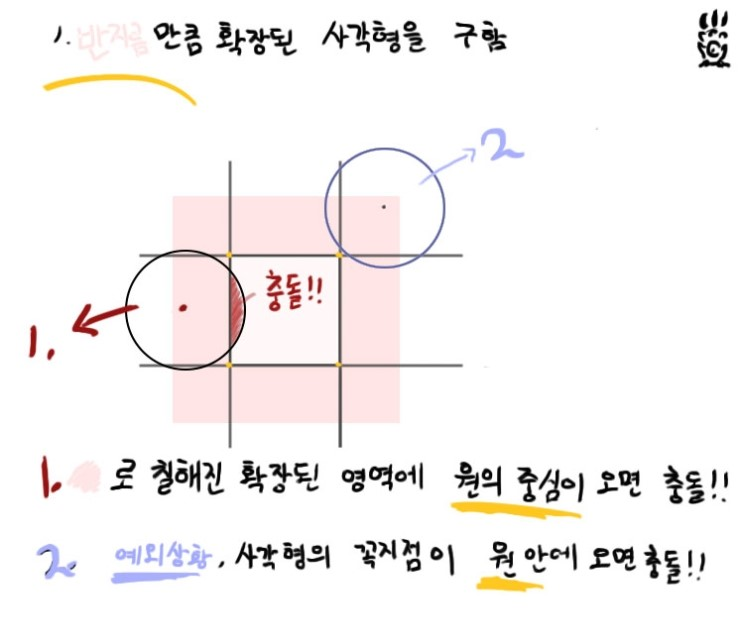 1. 반지름 만큼 확장된 사각형을 구함
2
충돌!!
1.
1. 로 칠해진 확장된 영역에 원의 중심이 오면 충돌!!
2 예외상황, 사각형의 꼭지점이 원 안에 오면 충돌!!